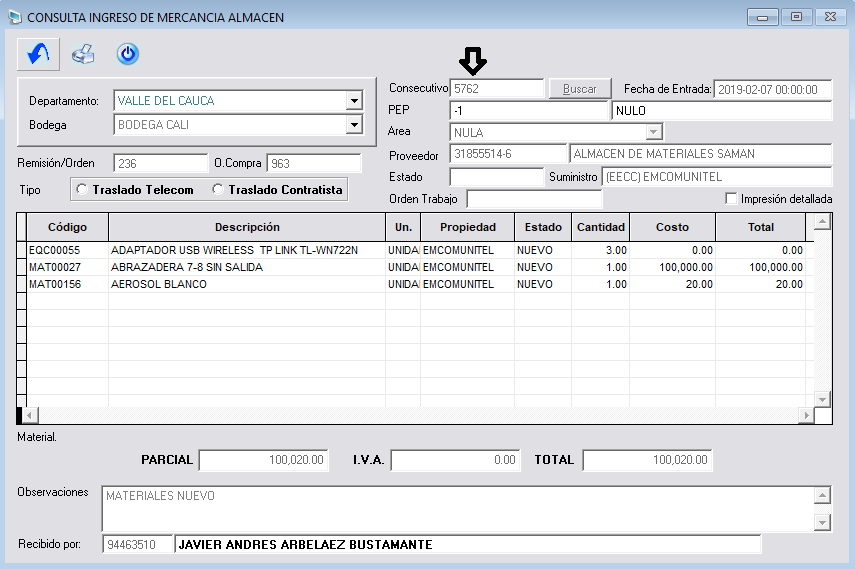 CONSULTA INGRESO DE MERCANCIA ALMACEN
Departamento: VALLE DEL CAUCA
Bodega BODEGA CALI
Consecutivo 5762 Buscar Fecha de Entrada: 2019-02-07 00:00:00
PEP -1 NULO
Area NULA
Remisión/Orden 236 O.Compra 963
Proveedor 31855514-6 ALMACEN DE MATERIALES SAMAN
Estado Suministro (EECC) EMCOMUNITEL
Tipo Traslado Telecom Traslado Contratista
Orden Trabajo Impresión detallada
Código Descripción Un. Propiedad Estado Cantidad Costo Total
EQC00055 ADAPTADOR USB WIRELESS TP LINK TL-WN722N UNIDA EMCOMUNITEL NUEVO 3.00 0.00 0.00
MAT00027 ABRAZADERA 7-8 SIN SALIDA UNIDA EMCOMUNITEL NUEVO 1.00 100,000.00 100,000.00
MAT00156 AEROSOL BLANCO UNIDA EMCOMUNITEL NUEVO 1.00 20.00 20.00
Material.
PARCIAL 100,020.00 I.V.A. 0.00 TOTAL 100,020.00
Observaciones MATERIALES NUEVO
Recibido por: 94463510 JAVIER ANDRES ARBELAEZ BUSTAMANTE